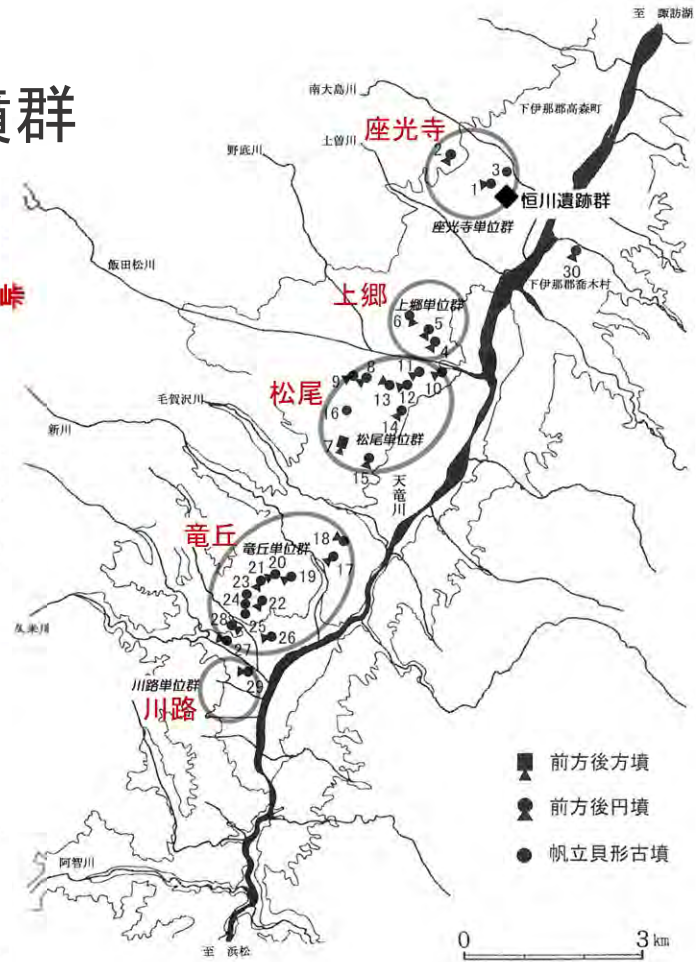 至 諏訪湖
墳群
南大島川
下伊那郡高森町
座光寺
土曽川
野底川
2
3
1
恒川遺跡群
座光寺単位群
飯田松川
30
下伊那郡喬木村
上郷
上郷単位群
6
5
4
松尾
9
8
11
10
13
12
毛賀沢川
16
14
松尾単位群
新川
7
15
天竜川
竜丘
竜丘単位群
18
17
21
20
19
23
24
22
久米川
28
25
26
27
29
川路単位群
川路
前方後方墳
前方後円墳
帆立貝形古墳
阿智川
至 浜松
0
3㎞